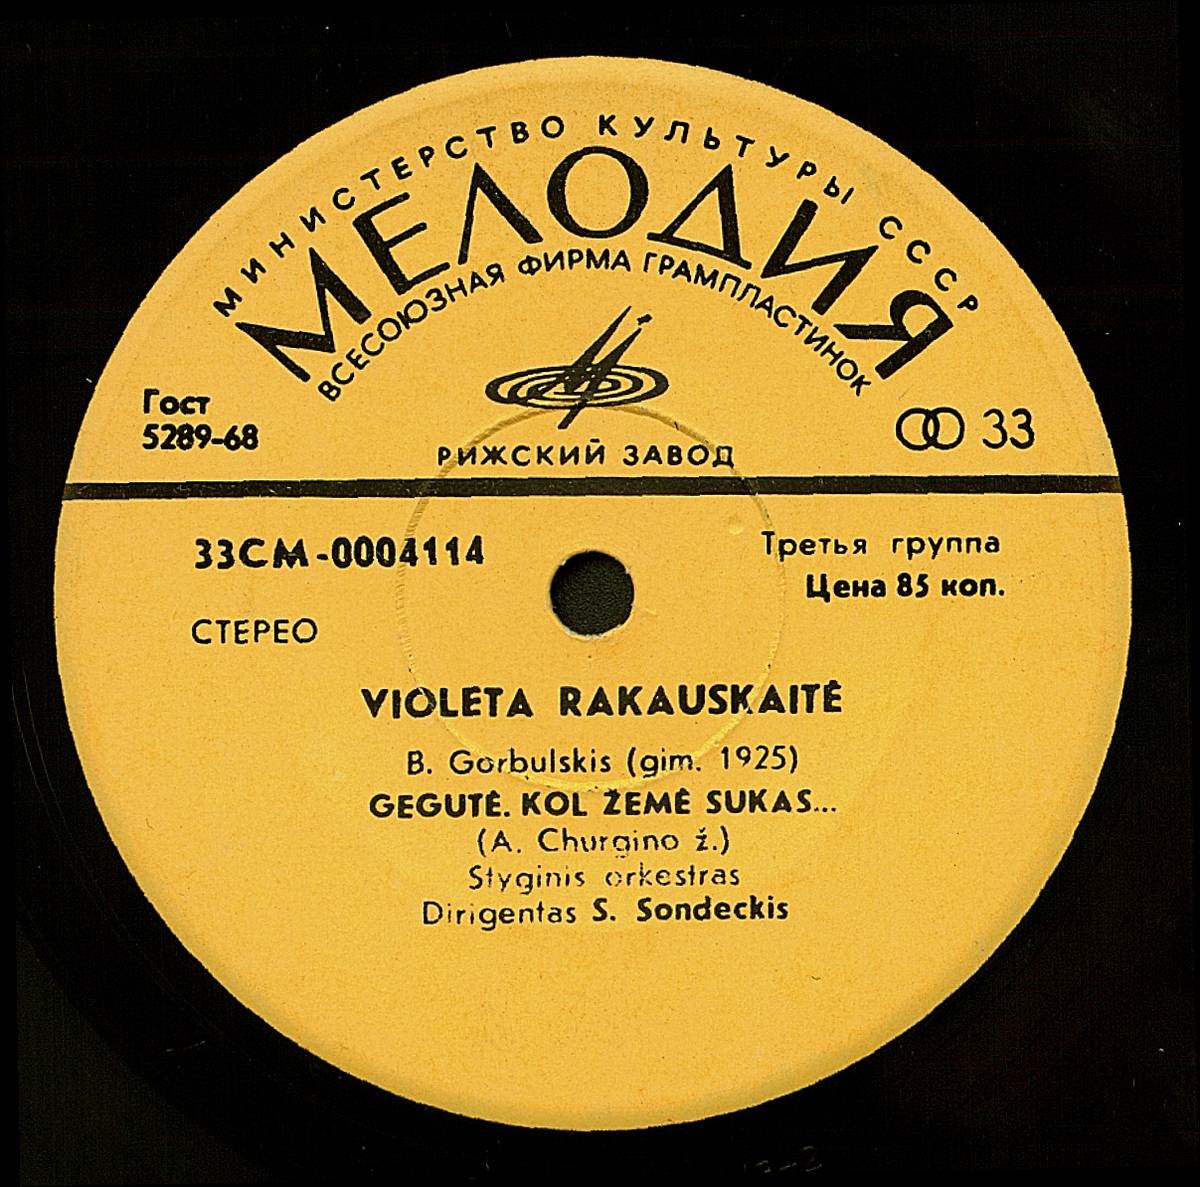 МИНИСТЕРСТВО КУЛЬТУРЫ СССР
МЕЛОДИЯ
ВСЕСОЮЗНАЯ ФИРМА ГРАМПЛАСТИНОК
Гост
5289-68
33
РИЖСКИЙ ЗАВОД
33СМ-0004114
Третья группа
Цена 85 коп.
СТЕРЕО
VIOLETA RAKAUSKAITĖ
B. Gorbulskis (gim. 1925)
GEGUTĖ. KOL ŽEMĖ SUKAS...
(A. Churgino ž.)
Styginis orkestras
Dirigentas S. Sondeckis